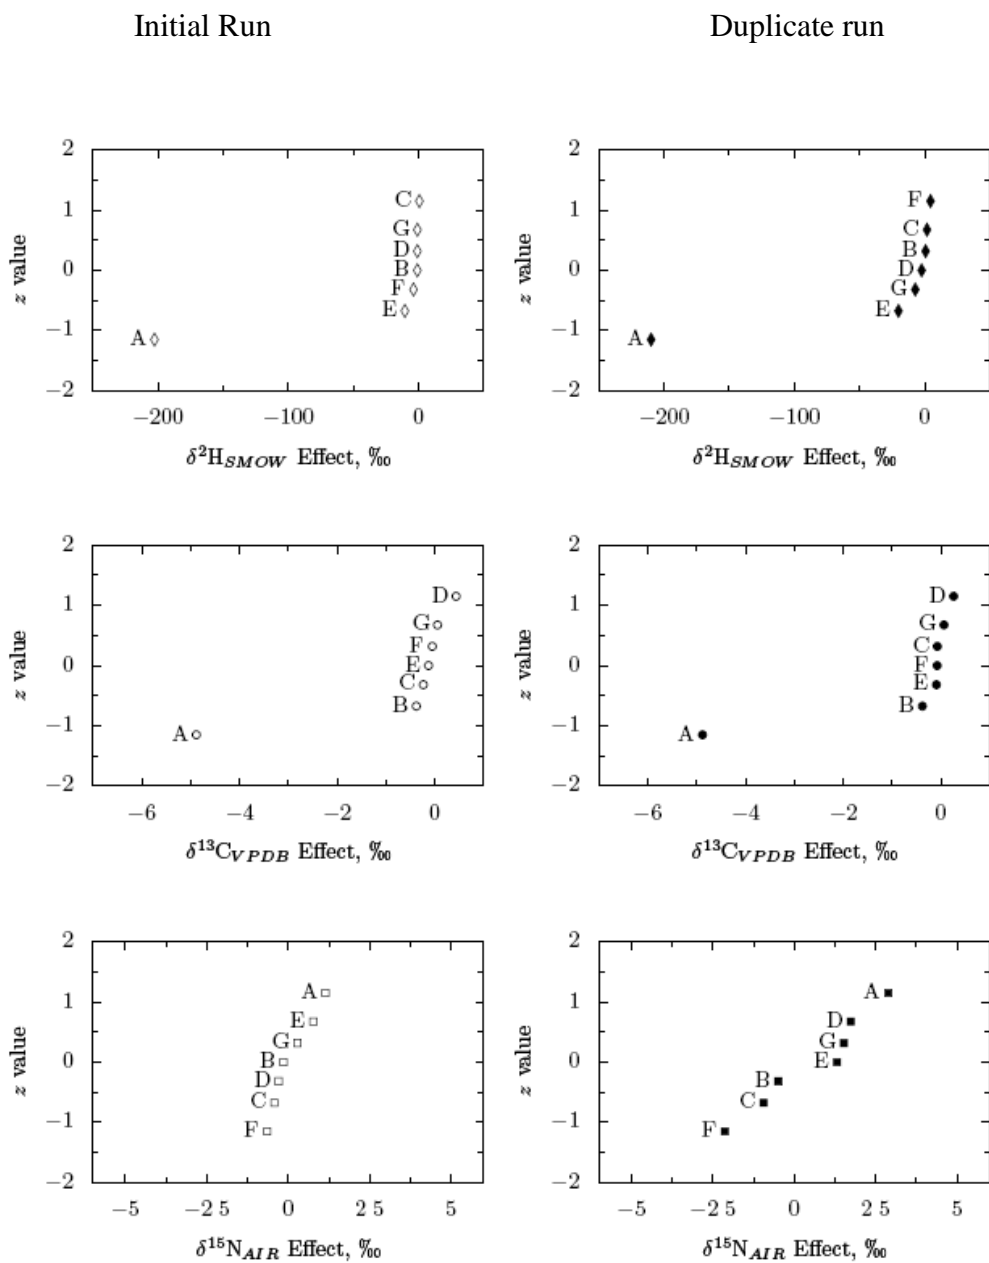 Initial Run Duplicate run
2 2
C F
1 1
G C
D B
0 B 0 D
F G
E E
−1 A −1 A
−2 −2
−200 −100 0 −200 −100 0
z value z value
δ²H_SMOW Effect, ‰ δ²H_SMOW Effect, ‰
2 2
D D
1 1
G G
F C
0 E 0 F
C E
B B
−1 A −1 A
−2 −2
−6 −4 −2 0 −6 −4 −2 0
z value z value
δ¹³C_VPDB Effect, ‰ δ¹³C_VPDB Effect, ‰
2 2
A A
1 1
E D
G G
0 B 0 E
D B
C C
−1 F −1 F
−2 −2
−5 −2 5 0 2 5 5 −5 −2 5 0 2 5 5
z value z value
δ¹⁵N_AIR Effect, ‰ δ¹⁵N_AIR Effect, ‰